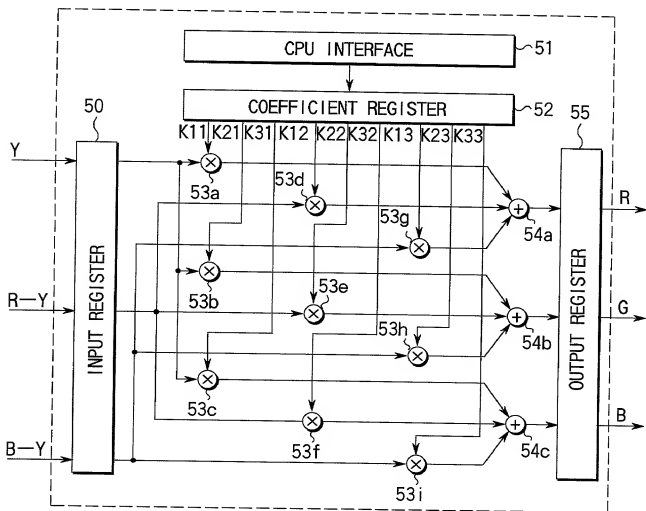 CPU INTERFACE
51
COEFFICIENT REGISTER
52
50
55
K11 K21 K31 K12 K22 K32 K13 K23 K33
Y
53a
53d
53g
54a
R
R—Y
INPUT REGISTER
53b
53e
53h
54b
OUTPUT REGISTER
G
53c
53f
54c
B
B—Y
53i